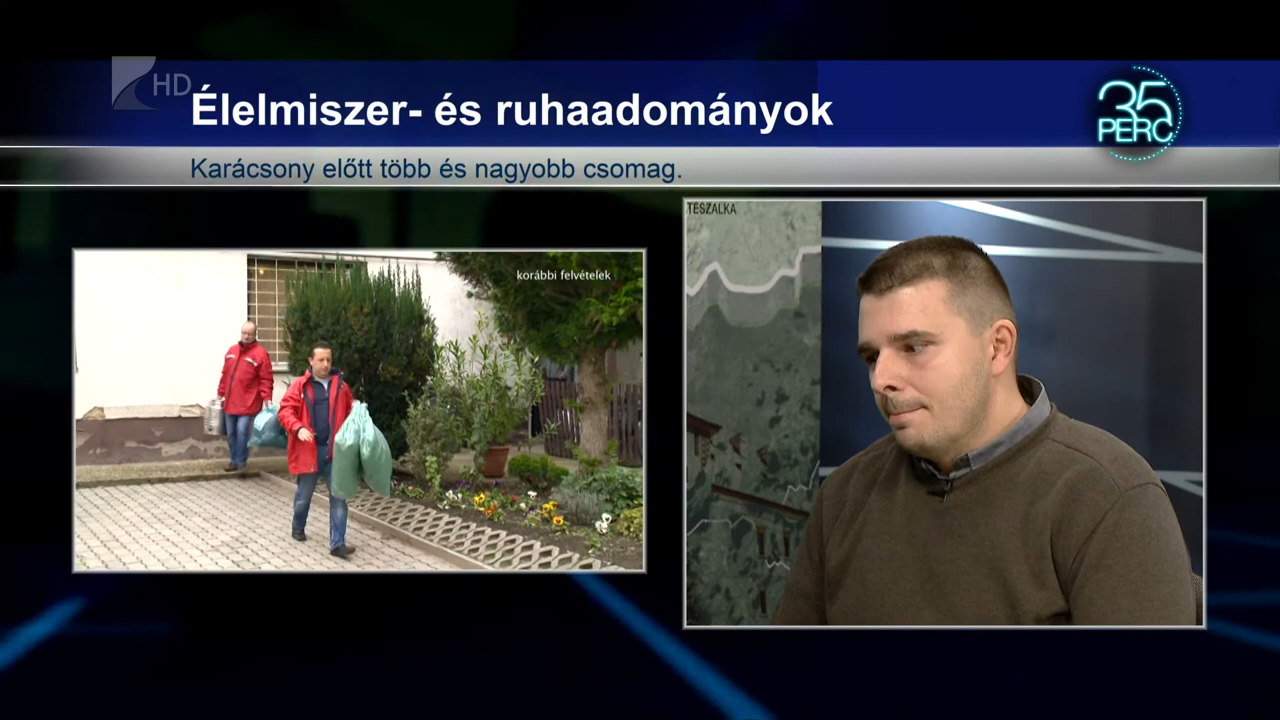 HD
Élelmiszer- és ruhaadományok
35
PERC
Karácsony előtt több és nagyobb csomag.
TESZALKA
korábbi felvételek